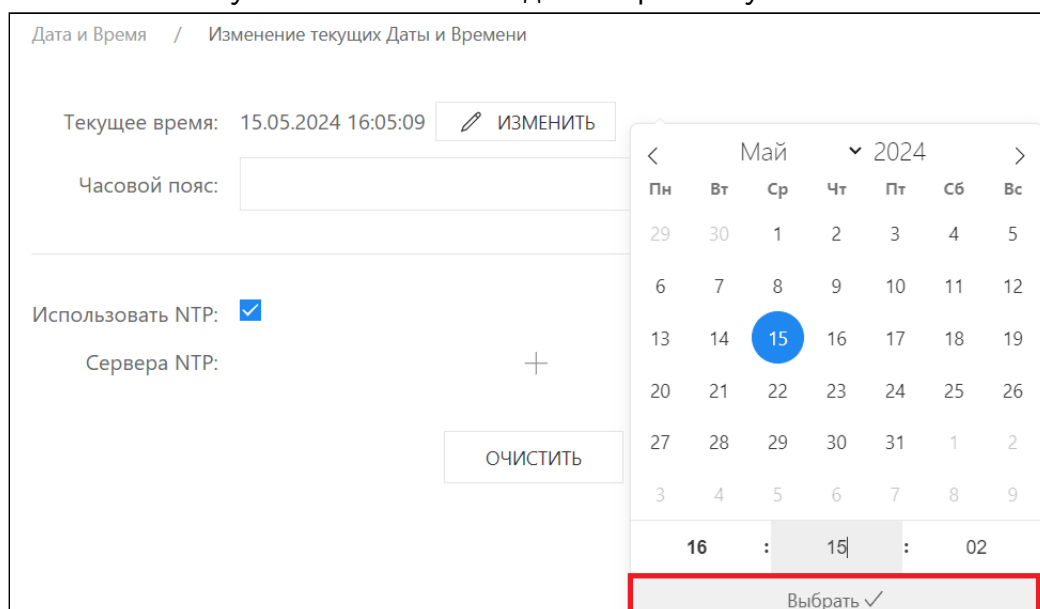 Дата и Время / Изменение текущих Даты и Времени
Текущее время: 15.05.2024 16:05:09 ИЗМЕНИТЬ
Часовой пояс:
Использовать NTP:
Сервера NTP:
ОЧИСТИТЬ
Май 2024
Пн Вт Ср Чт Пт Сб Вс
29 30 1 2 3 4 5
6 7 8 9 10 11 12
13 14 15 16 17 18 19
20 21 22 23 24 25 26
27 28 29 30 31 1 2
3 4 5 6 7 8 9
16 : 15 : 02
Выбрать